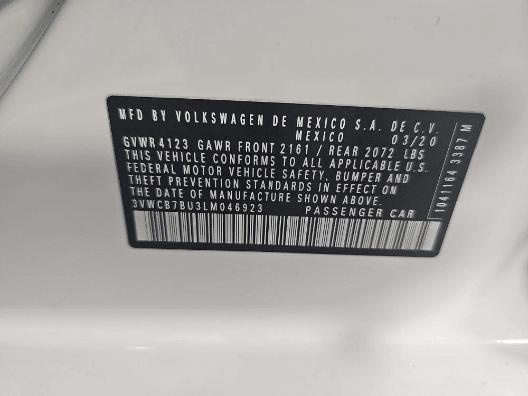 MFD BY VOLKSWAGEN DE MEXICO S.A. DE C.V.
MEXICO 03/20
GVWR 4123 GAWR FRONT 2161 / REAR 2072 LBS
THIS VEHICLE CONFORMS TO ALL APPLICABLE U.S.
FEDERAL MOTOR VEHICLE SAFETY, BUMPER AND
THEFT PREVENTION STANDARDS IN EFFECT ON
THE DATE OF MANUFACTURE SHOWN ABOVE.
3VWCB7BU3LM046923 PASSENGER CAR
1041164 3387 M